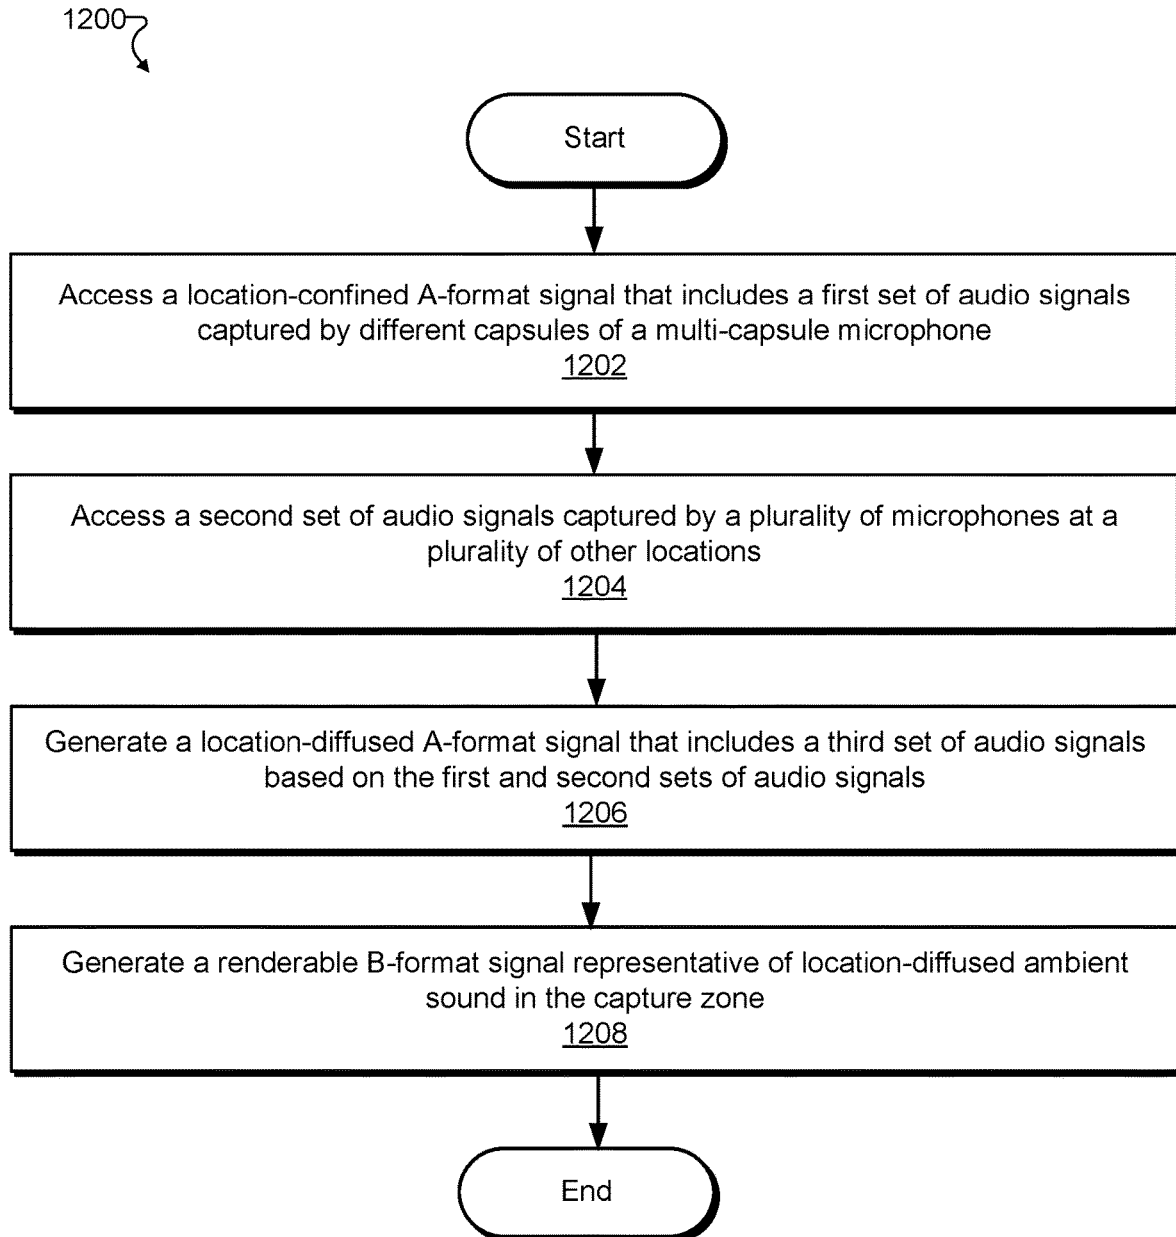 1200
Start
Access a location-confined A-format signal that includes a first set of audio signals
captured by different capsules of a multi-capsule microphone
1202
Access a second set of audio signals captured by a plurality of microphones at a
plurality of other locations
1204
Generate a location-diffused A-format signal that includes a third set of audio signals
based on the first and second sets of audio signals
1206
Generate a renderable B-format signal representative of location-diffused ambient
sound in the capture zone
1208
End